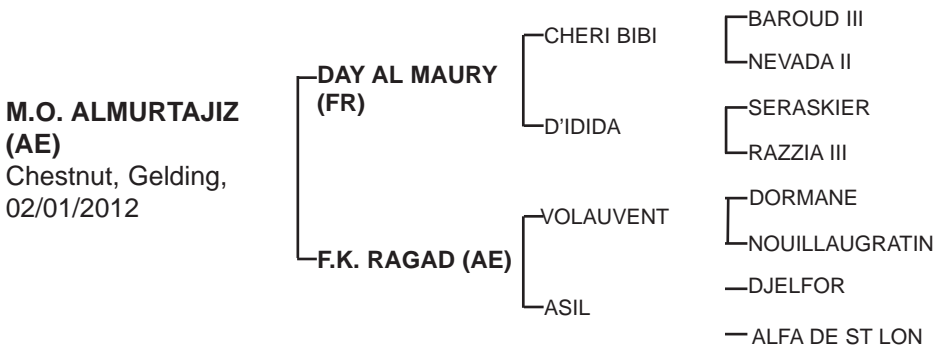 M.O. ALMURTAJIZ
(AE)
Chestnut, Gelding,
02/01/2012
DAY AL MAURY
(FR)
F.K. RAGAD (AE)
CHERI BIBI
D'IDIDA
VOLAUVENT
ASIL
BAROUD III
NEVADA II
SERASKIER
RAZZIA III
DORMANE
NOUILLAUGRATIN
DJELFOR
ALFA DE ST LON